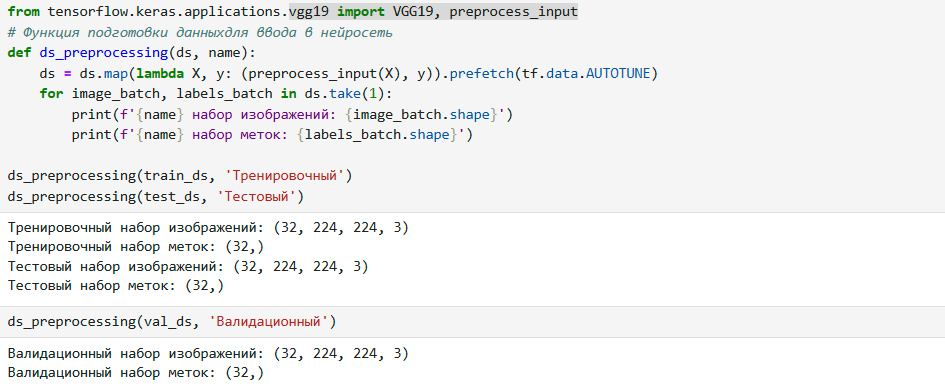 from tensorflow.keras.applications.vgg19 import VGG19, preprocess_input
# Функция подготовки данныхдля ввода в нейросеть
def ds_preprocessing(ds, name):
    ds = ds.map(lambda X, y: (preprocess_input(X), y)).prefetch(tf.data.AUTOTUNE)
    for image_batch, labels_batch in ds.take(1):
        print(f'{name} набор изображений: {image_batch.shape}')
        print(f'{name} набор меток: {labels_batch.shape}')
ds_preprocessing(train_ds, 'Тренировочный')
ds_preprocessing(test_ds, 'Тестовый')
Тренировочный набор изображений: (32, 224, 224, 3)
Тренировочный набор меток: (32,)
Тестовый набор изображений: (32, 224, 224, 3)
Тестовый набор меток: (32,)
ds_preprocessing(val_ds, 'Валидационный')
Валидационный набор изображений: (32, 224, 224, 3)
Валидационный набор меток: (32,)